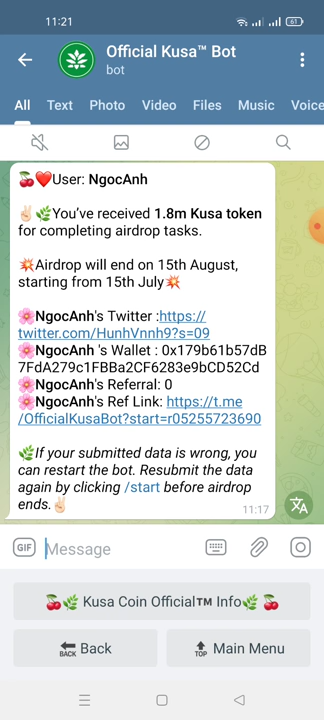 11:21
61
Official Kusa™ Bot
bot
All Text Photo Video Files Music Voice
🍒❤️User: NgocAnh
✌🏻🌿You've received 1.8m Kusa token
for completing airdrop tasks.
💥Airdrop will end on 15th August,
starting from 15th July💥
🌸NgocAnh's Twitter :https://
twitter.com/HunhVnnh9?s=09
🌸NgocAnh 's Wallet : 0x179b61b57dB
7FdA279c1FBBa2CF6283e9bCD52Cd
🌸NgocAnh's Referral: 0
🌸NgocAnh's Ref Link: https://t.me
/OfficialKusaBot?start=r05255723690
🌿If your submitted data is wrong, you
can restart the bot. Resubmit the data
again by clicking /start before airdrop
ends.✌🏻
11:17
GIF Message
🍒🌿 Kusa Coin Official™️ Info🌿 🍒
🔙 Back 🔝 Main Menu